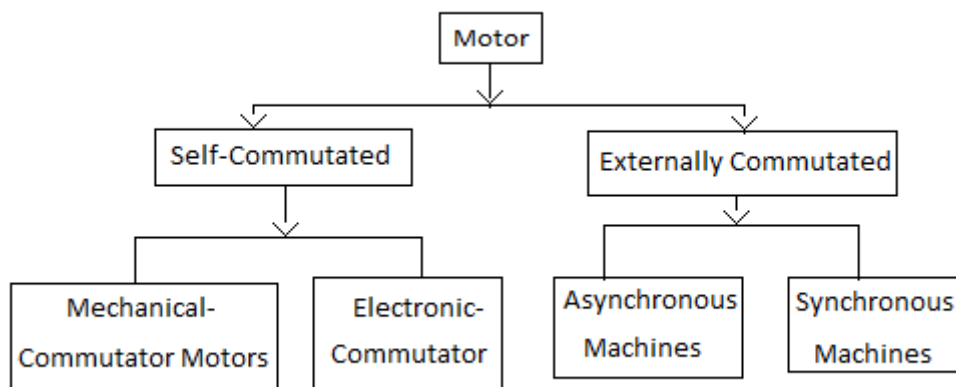 Motor
Self-Commutated
Externally Commutated
Mechanical-
Commutator Motors
Electronic-
Commutator
Asynchronous
Machines
Synchronous
Machines